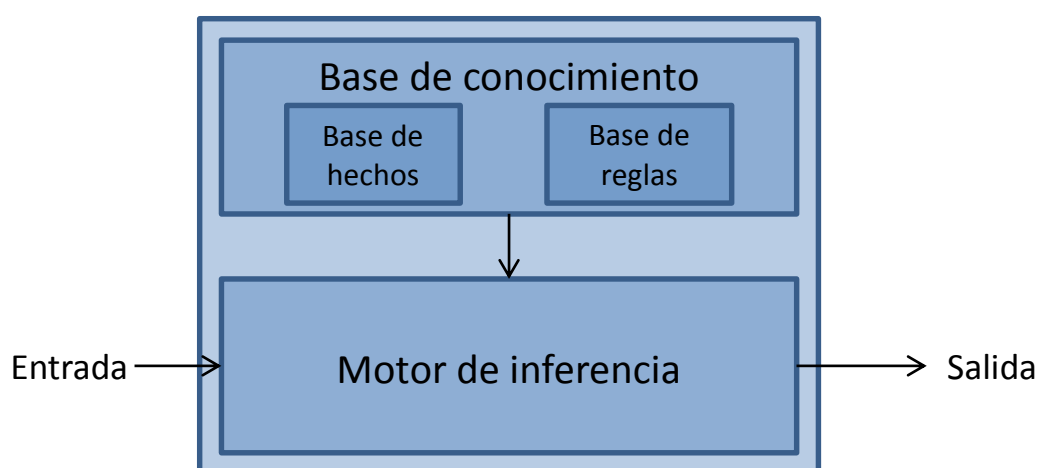 Base de conocimiento
Base de
hechos
Base de
reglas
Entrada
Motor de inferencia
Salida